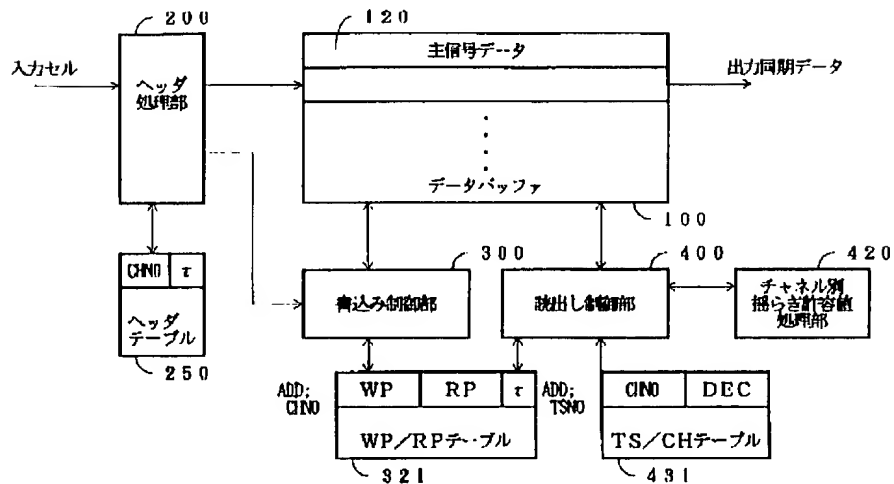 200
120
入力セル
ヘッダ
処理部
主信号データ
出力同期データ
データバッファ
100
CHNO τ
ヘッダ
テーブル
250
300
書込み制御部
400
読出し制御部
420
チャネル別
揺らぎ許容値
処理部
ADD;
CHNO
WP RP τ
WP/RPテーブル
321
ADD;
TSNO
CHNO DEC
TS/CHテーブル
431